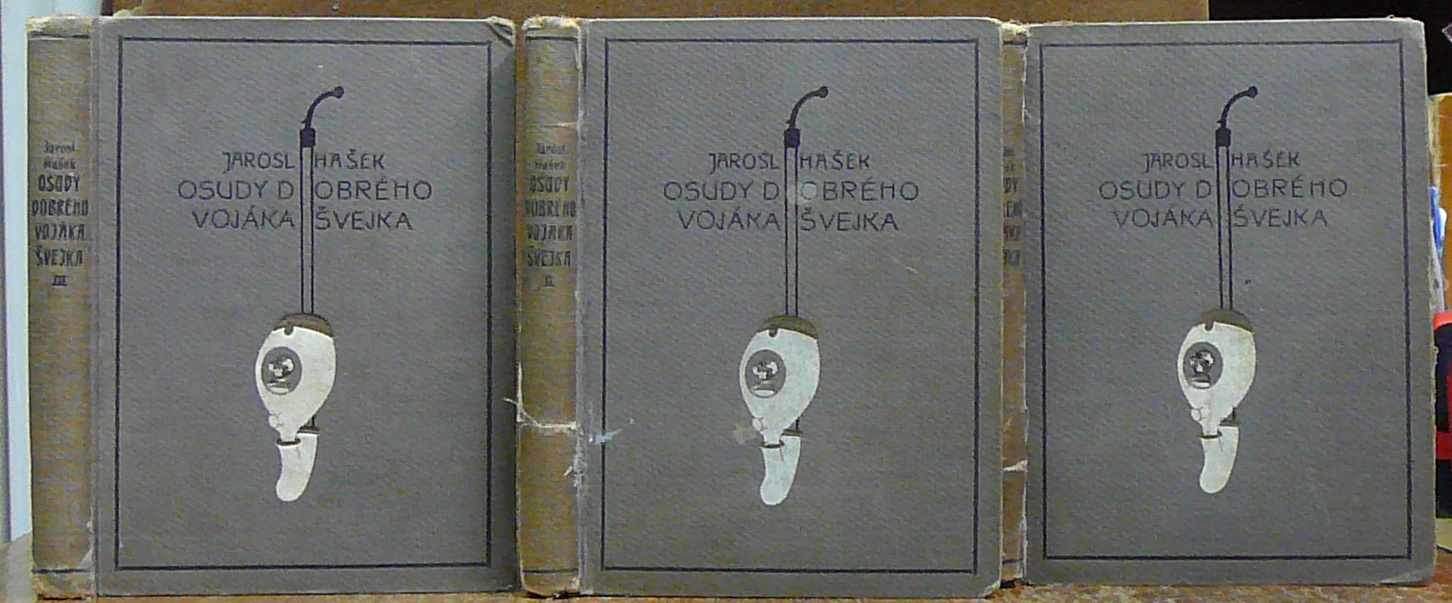 Jarosl.
Hašek
OSUDY
DOBRÉHO
VOJÁKA
ŠVEJKA
III
JAROSL HAŠEK
OSUDY DOBRÉHO
VOJÁKA ŠVEJKA
Jarosl.
Hašek
OSUDY
DOBRÉHO
VOJÁKA
ŠVEJKA
II
JAROSL HAŠEK
OSUDY DOBRÉHO
VOJÁKA ŠVEJKA
JAROSL HAŠEK
OSUDY DOBRÉHO
VOJÁKA ŠVEJKA